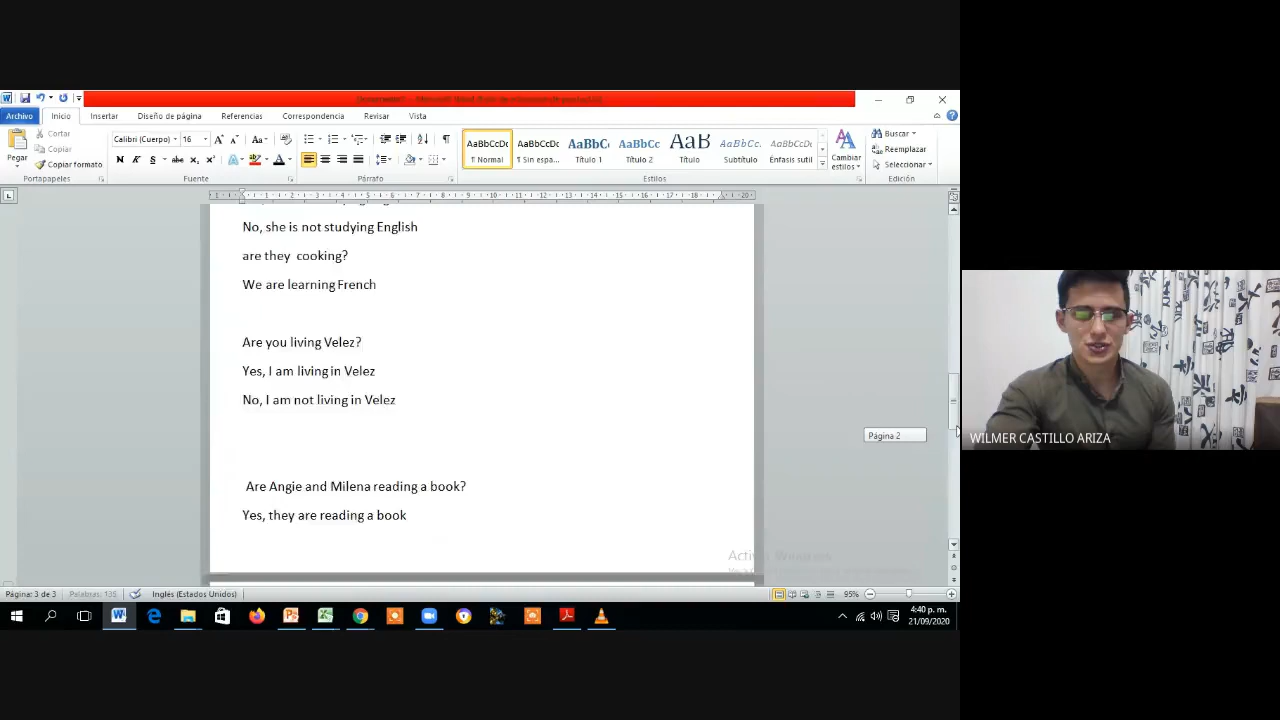 Archivo Inicio Insertar Diseño de página Referencias Correspondencia Revisar Vista
Cortar
Copiar
Copiar formato
Pegar
Portapapeles
Calibri (Cuerpo) 16
Fuente
Párrafo
AaBbCcDc AaBbCcDc AaBbC AaBbCc AaB AaBbCc. AaBbCcDc
¶ Normal ¶ Sin espa... Título 1 Título 2 Título Subtítulo Énfasis sutil
Cambiar estilos
Estilos
Buscar
Reemplazar
Seleccionar
Edición
No, she is not studying English
are they cooking?
We are learning French
Are you living Velez?
Yes, I am living in Velez
No, I am not living in Velez
Página 2
Are Angie and Milena reading a book?
Yes, they are reading a book
Página: 3 de 3 Palabras: 135 Inglés (Estados Unidos) 95%
4:40 p. m.
21/09/2020
WILMER CASTILLO ARIZA